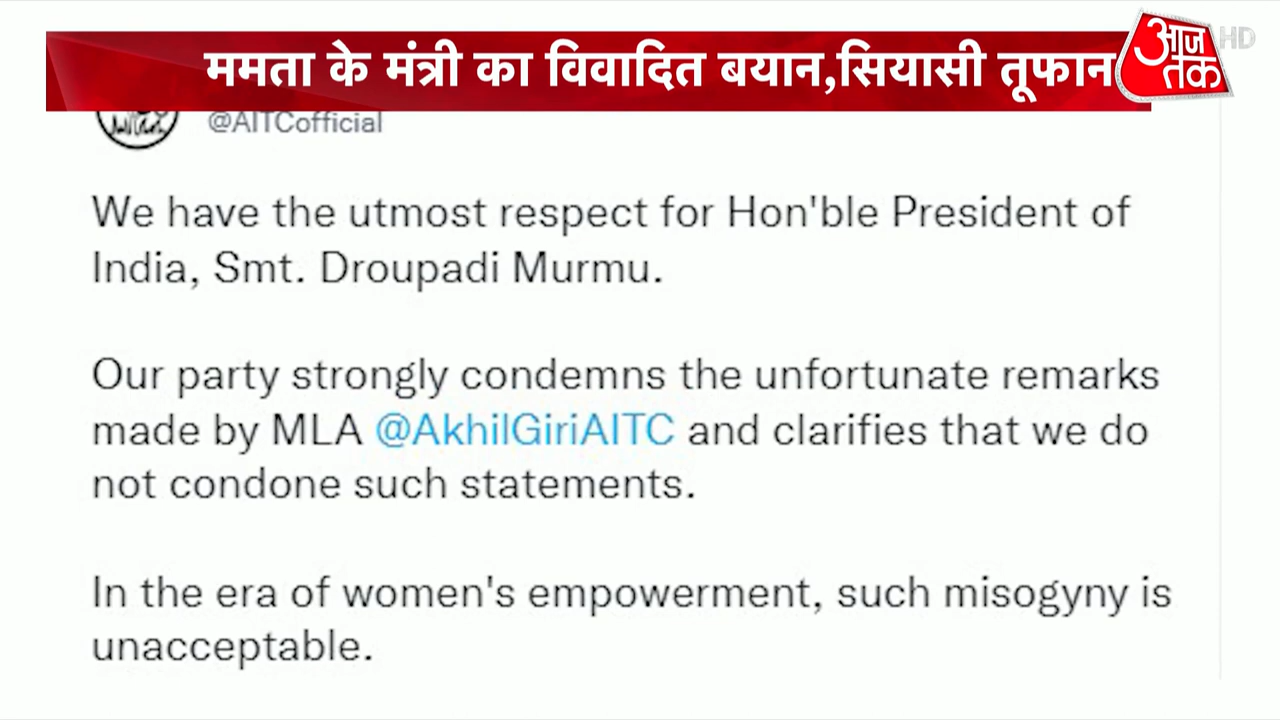 ममता के मंत्री का विवादित बयान,सियासी तूफान
आज
तक
HD
@AITCofficial
We have the utmost respect for Hon'ble President of
India, Smt. Droupadi Murmu.
Our party strongly condemns the unfortunate remarks
made by MLA @AkhilGiriAITC and clarifies that we do
not condone such statements.
In the era of women's empowerment, such misogyny is
unacceptable.